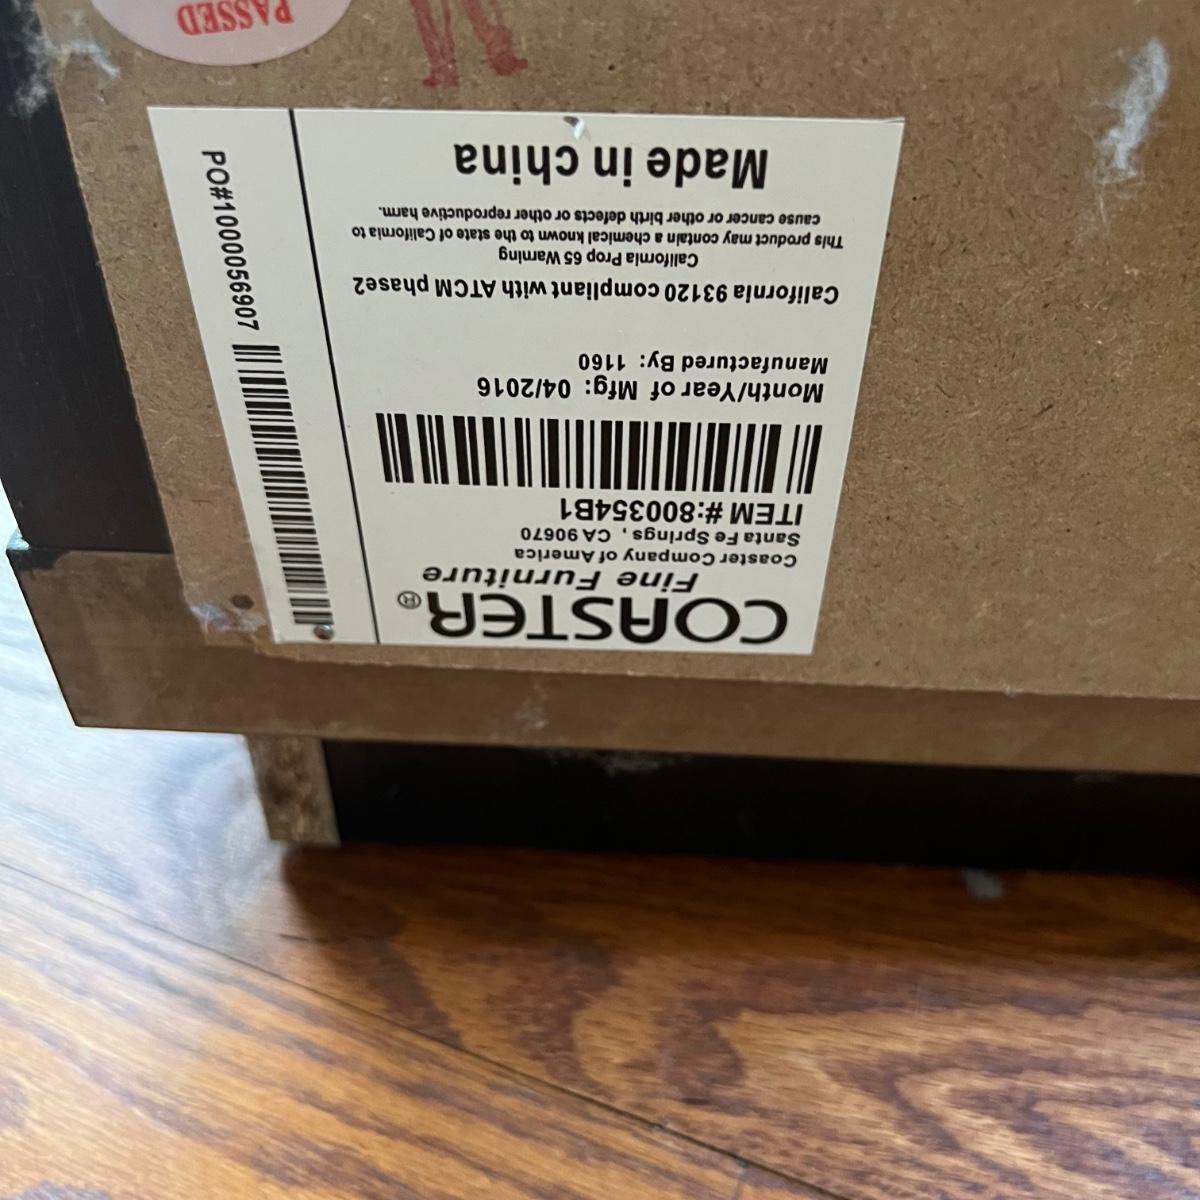 COASTER®
Fine Furniture
Coaster Company of America
Santa Fe Springs , CA 90670
ITEM #:800354B1
Month/Year of Mfg: 04/2016
Manufactured By: 1160
California 93120 compliant with ATCM phase2
California Prop 65 Warning
This product may contain a chemical known to the state of California to
cause cancer or other birth defects or other reproductive harm.
Made in china
PO#1000056907
PASSED